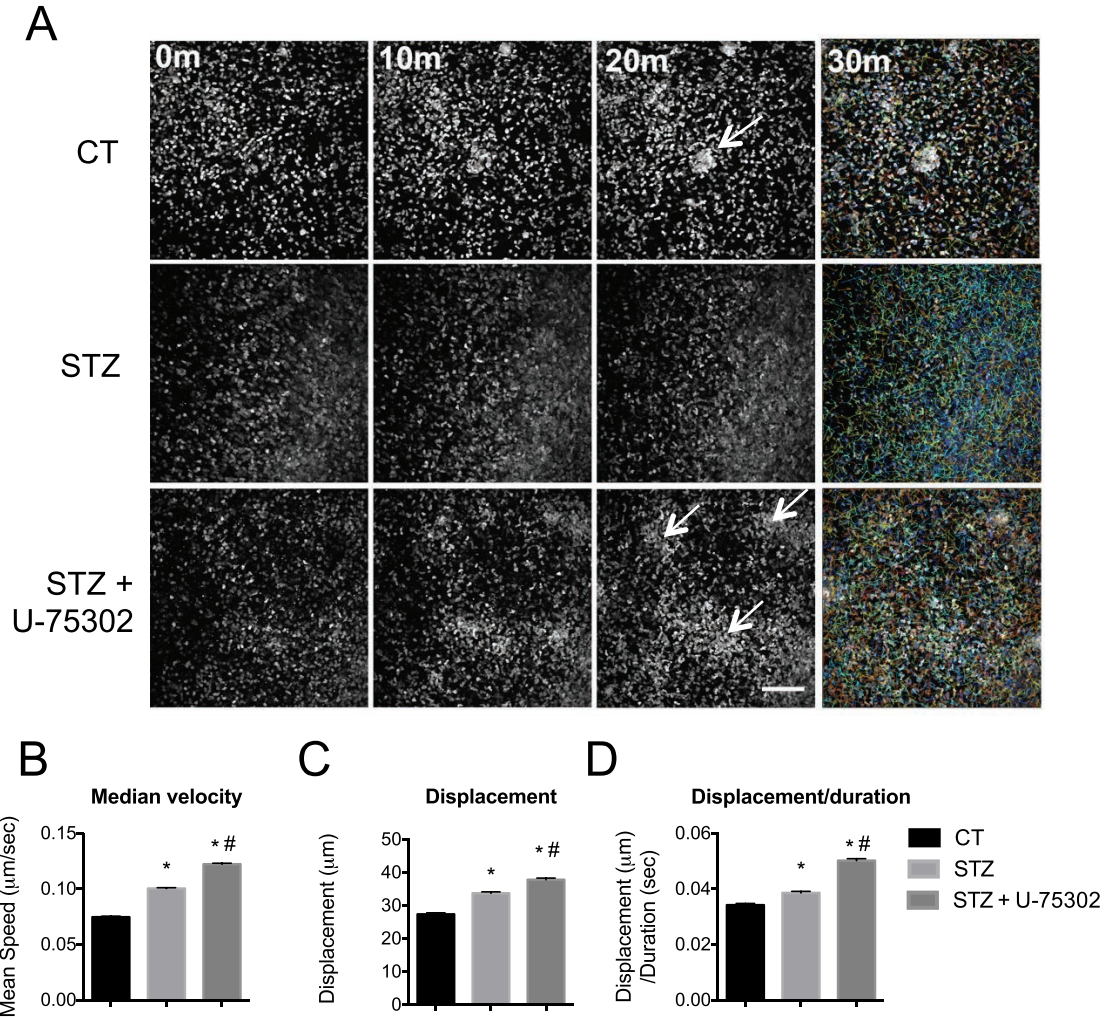 A
0m
10m
20m
30m
CT
STZ
STZ +
U-75302
B
Median velocity
Mean Speed (μm/sec)
0.15
0.10
0.05
0.00
*
* #
C
Displacement
Displacement (μm)
50
40
30
20
10
0
*
* #
D
Displacement/duration
Displacement (μm)
/Duration (sec)
0.06
0.04
0.02
0.00
*
* #
CT
STZ
STZ + U-75302